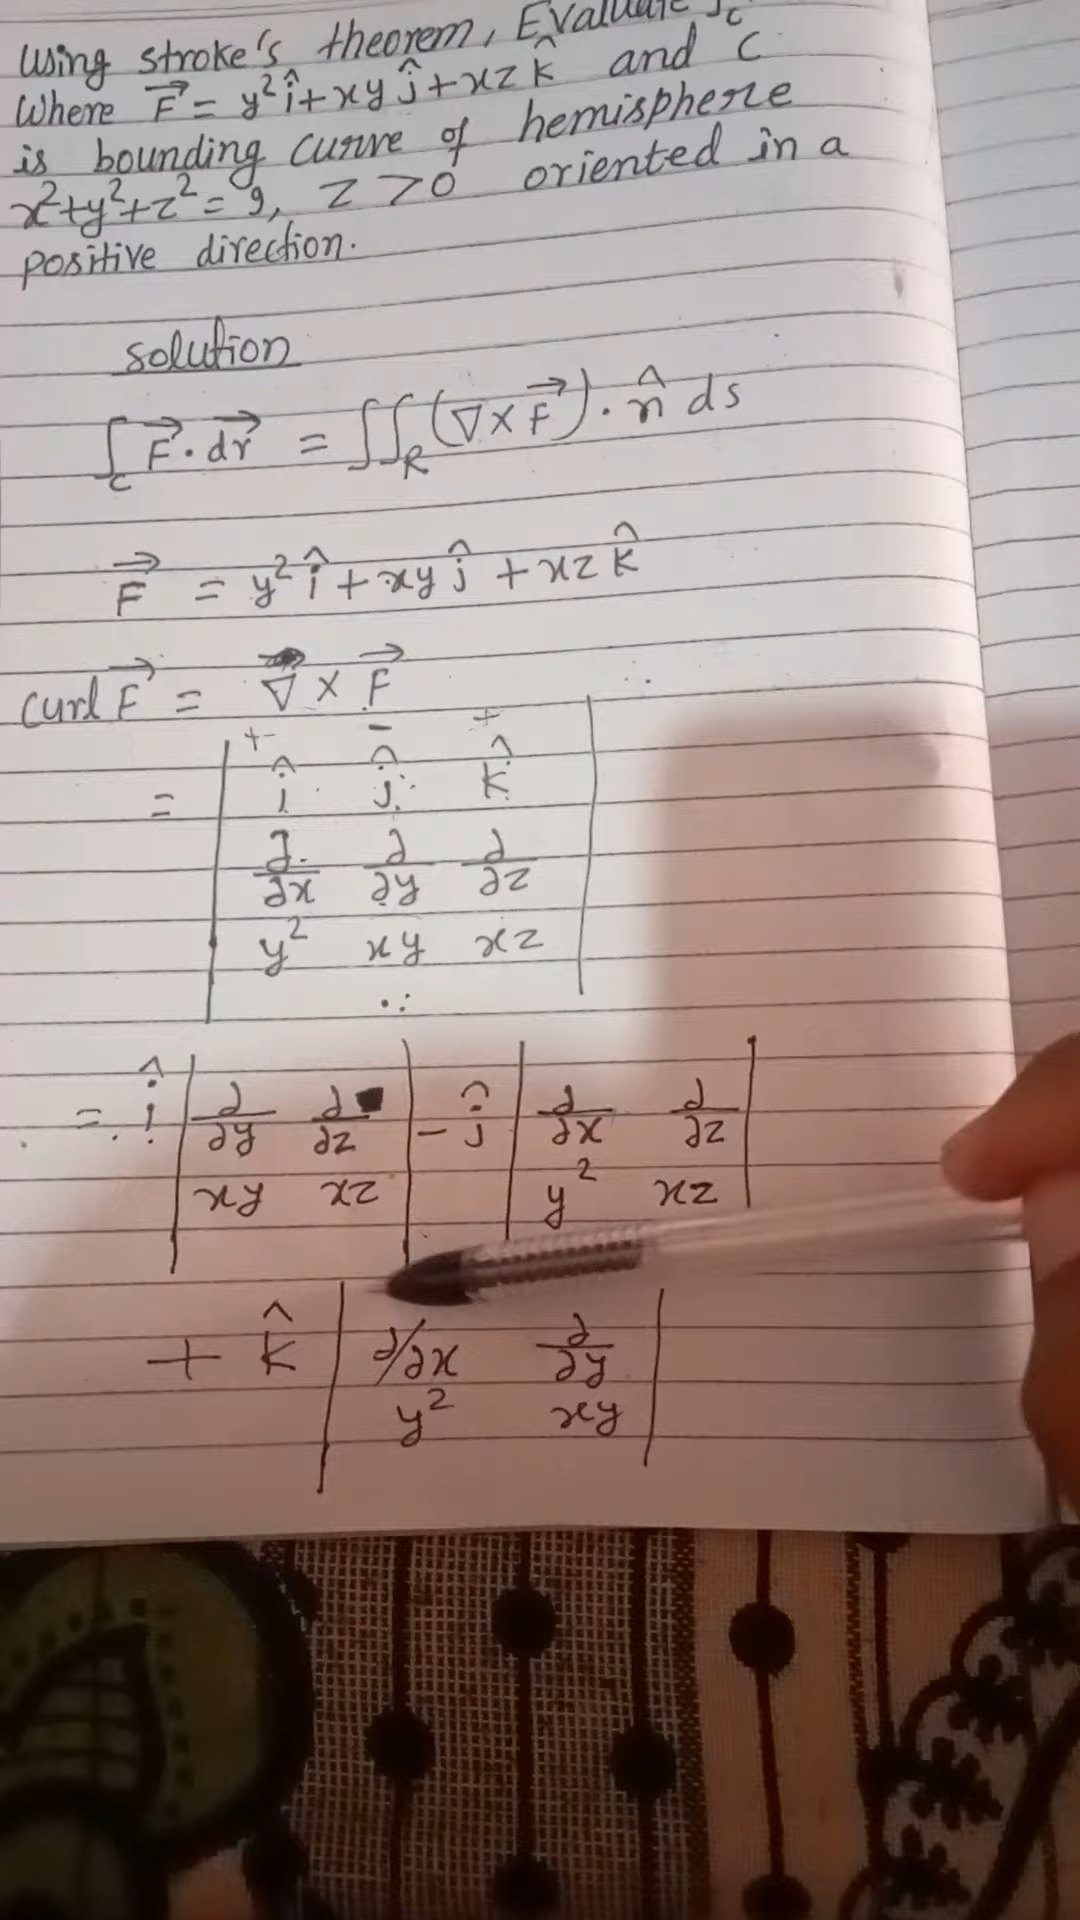 Using stroke's theorem, Evaluate ∫c
Where F⃗ = y² î + xy ĵ + xz k̂ and C
is bounding curve of hemisphere
x²+y²+z² = 9, z > 0 oriented in a
positive direction.
solution
∫c F⃗ · dr⃗ = ∬R (∇ × F⃗) · n̂ ds
F⃗ = y² î + xy ĵ + xz k̂
Curl F⃗ = ∇ × F⃗
+ - +
= | î ĵ k̂ |
| ∂/∂x ∂/∂y ∂/∂z |
| y² xy xz |
= î | ∂/∂y ∂/∂z | - ĵ | ∂/∂x ∂/∂z |
| xy xz | | y² xz |
+ k̂ | ∂/∂x ∂/∂y |
| y² xy |